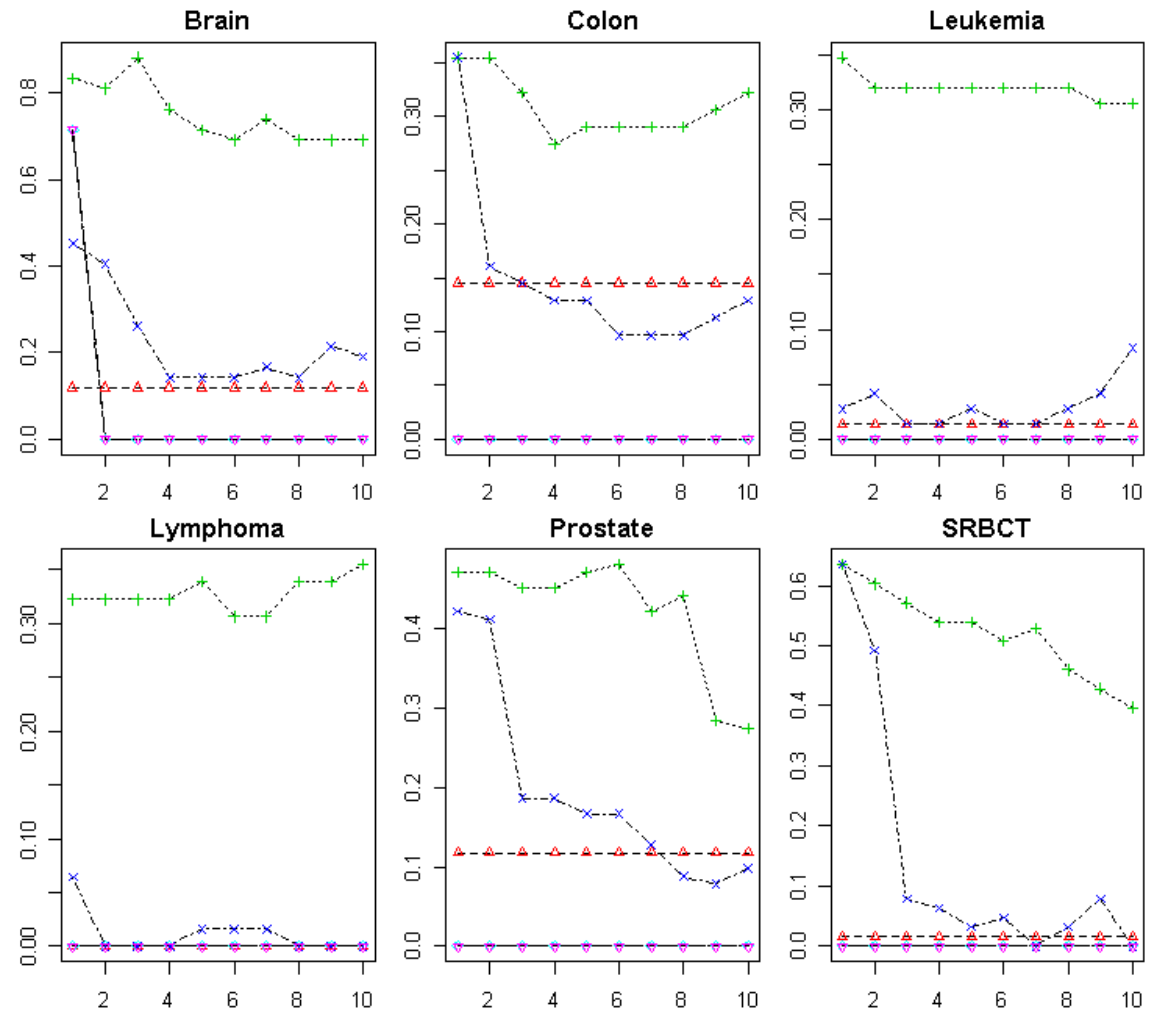 Brain
0.0 0.2 0.4 0.6 0.8
2 4 6 8 10
Colon
0.00 0.10 0.20 0.30
2 4 6 8 10
Leukemia
0.00 0.10 0.20 0.30
2 4 6 8 10
Lymphoma
0.00 0.10 0.20 0.30
2 4 6 8 10
Prostate
0.0 0.1 0.2 0.3 0.4
2 4 6 8 10
SRBCT
0.0 0.1 0.2 0.3 0.4 0.5 0.6
2 4 6 8 10